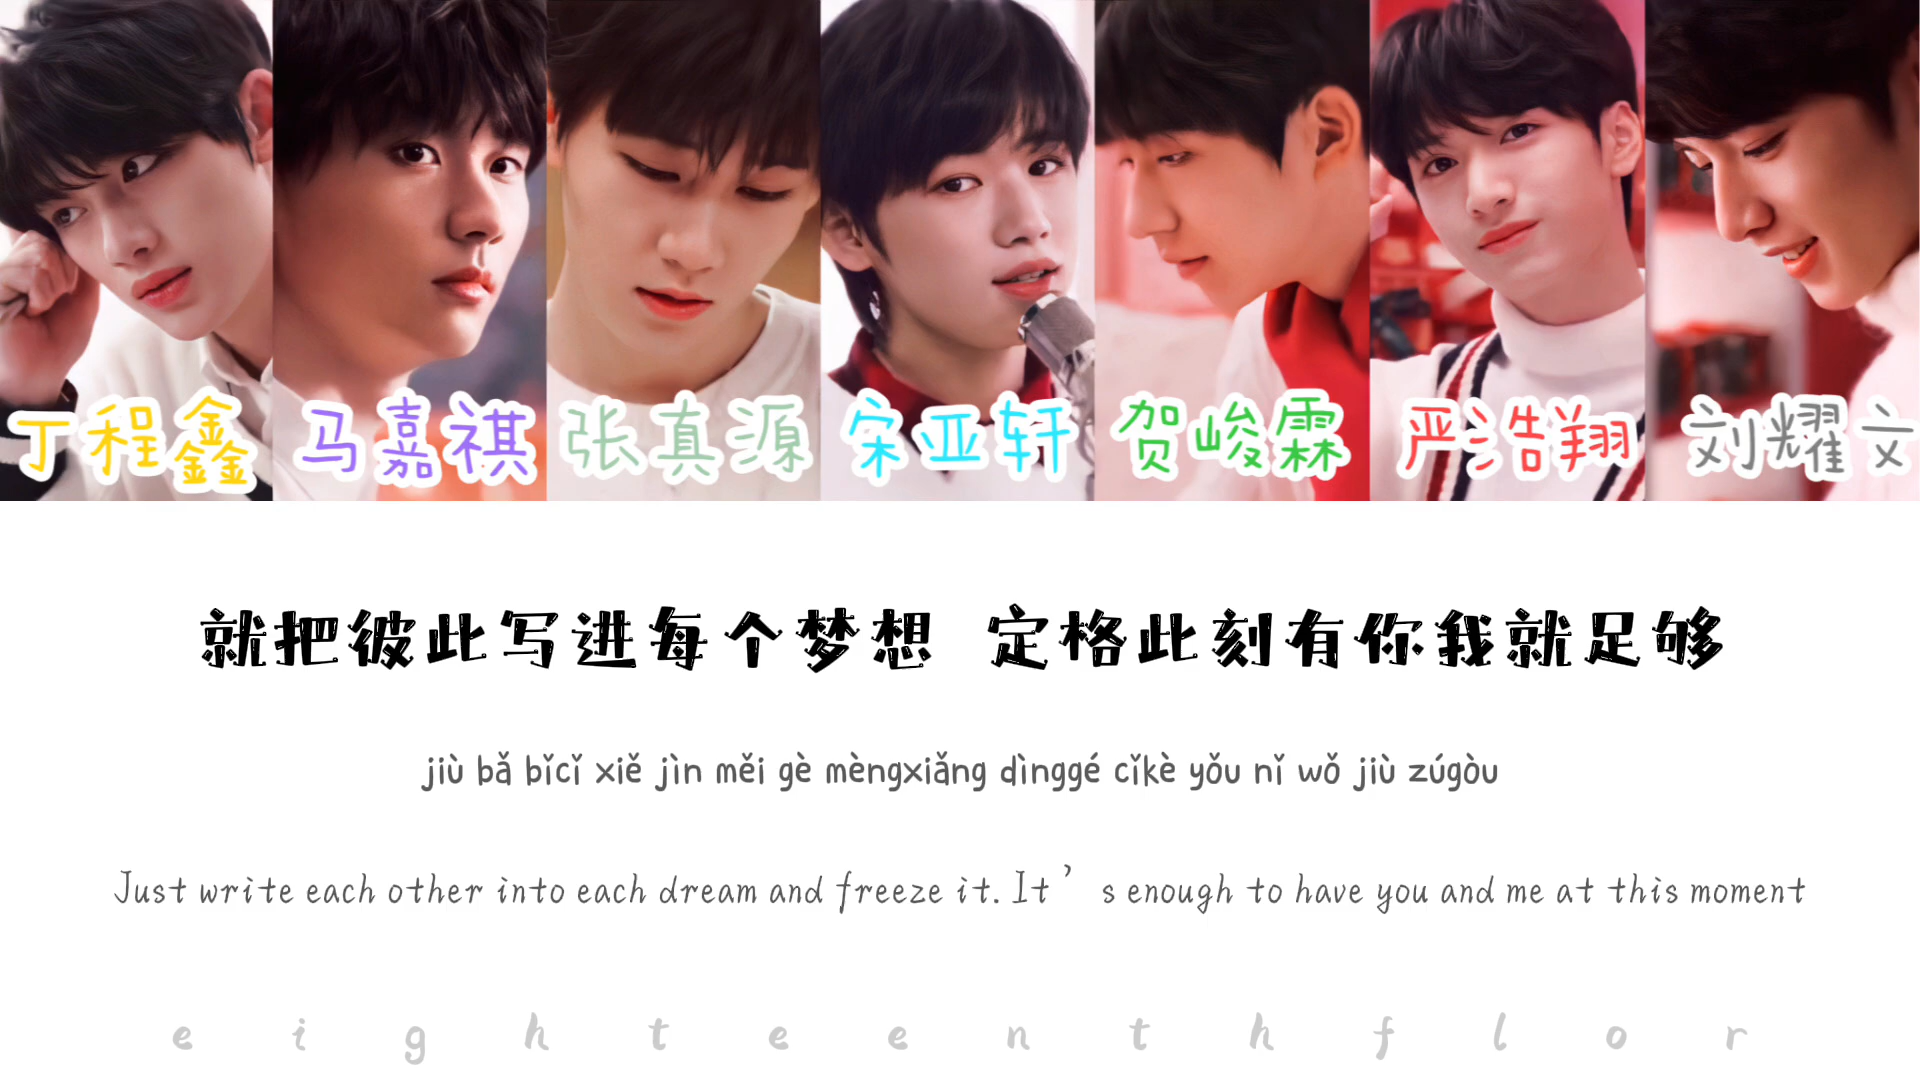 丁程鑫 马嘉祺 张真源 宋亚轩 贺峻霖 严浩翔 刘耀文
就把彼此写进每个梦想 定格此刻有你我就足够
jiù bǎ bǐcǐ xiě jìn měi gè mèngxiǎng dìnggé cǐkè yǒu nǐ wǒ jiù zúgòu
Just write each other into each dream and freeze it. It’s enough to have you and me at this moment
e i g h t e e n t h f l o r